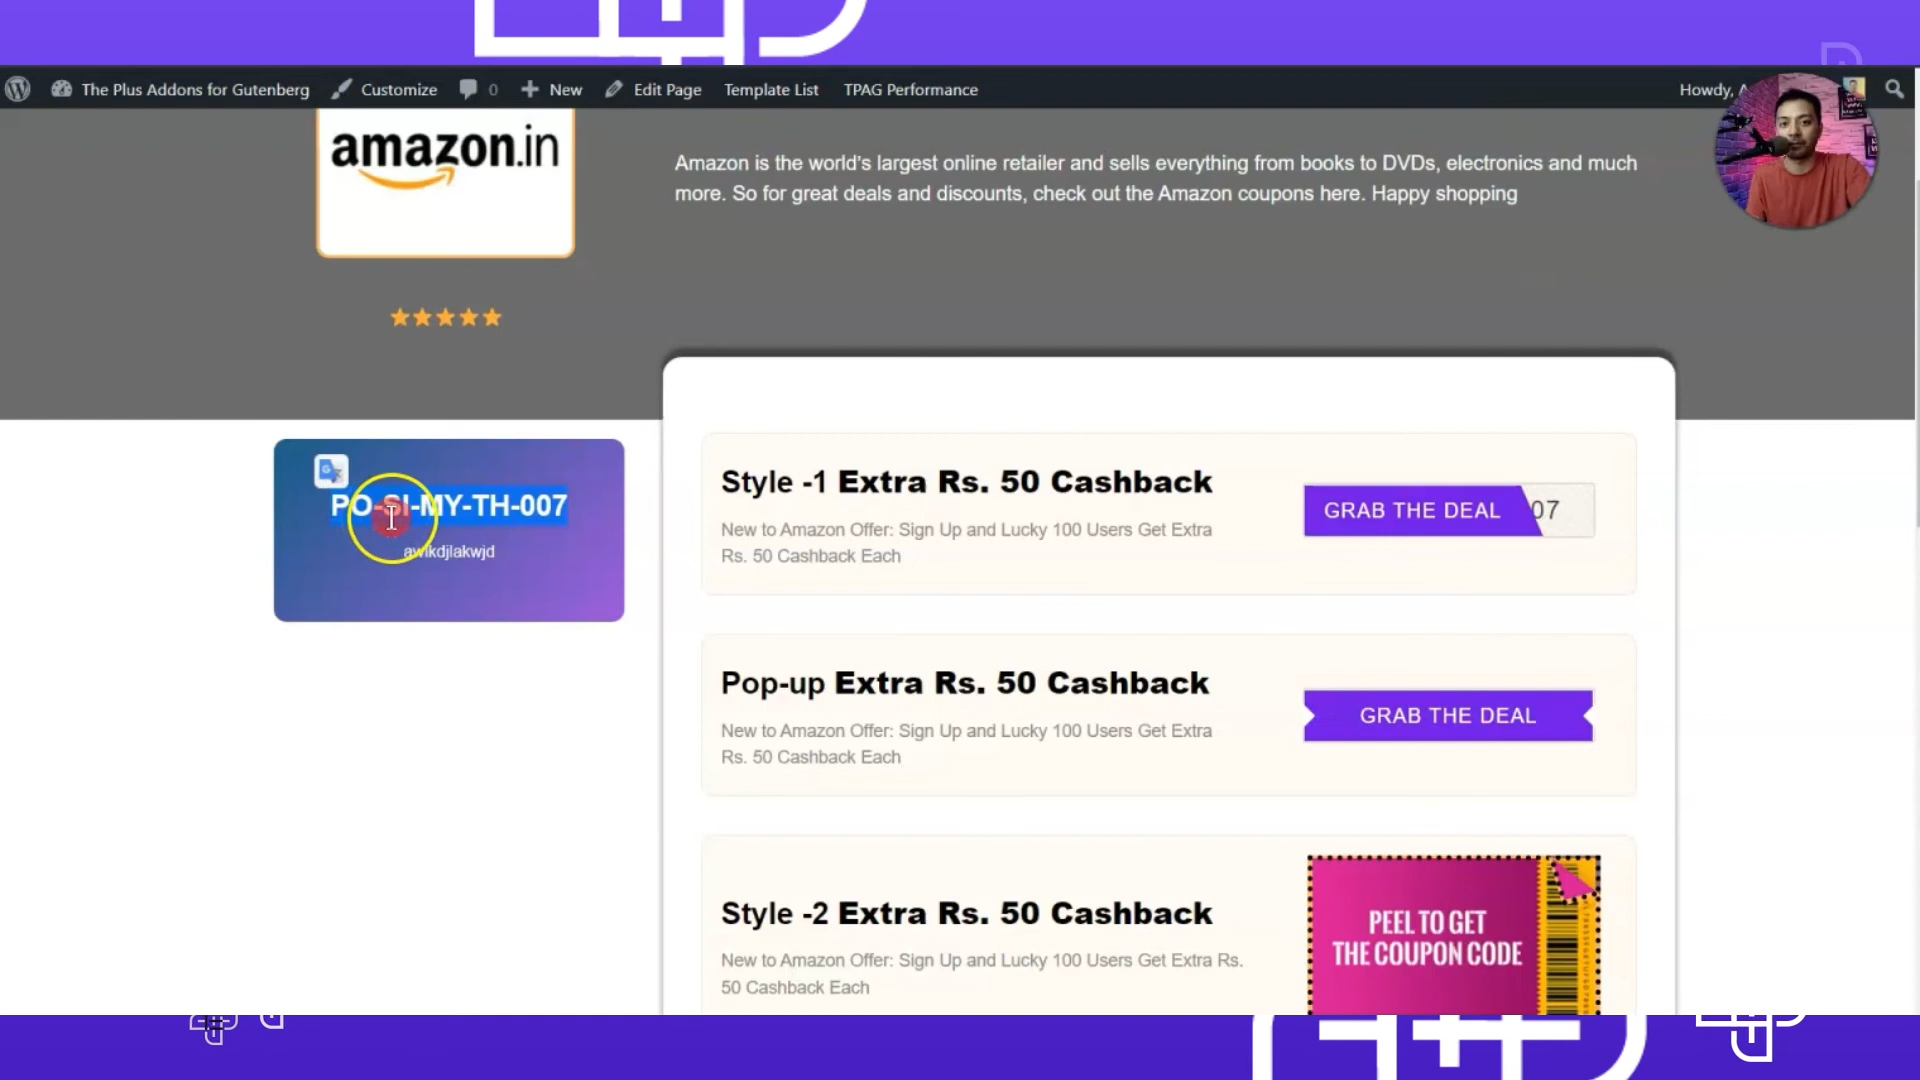 The Plus Addons for Gutenberg Customize 0 New Edit Page Template List TPAG Performance Howdy, A
amazon.in
Amazon is the world's largest online retailer and sells everything from books to DVDs, electronics and much
more. So for great deals and discounts, check out the Amazon coupons here. Happy shopping
PO-SI-MY-TH-007
awlkdjlakwjd
Style -1 Extra Rs. 50 Cashback
New to Amazon Offer: Sign Up and Lucky 100 Users Get Extra
Rs. 50 Cashback Each
GRAB THE DEAL 07
Pop-up Extra Rs. 50 Cashback
New to Amazon Offer: Sign Up and Lucky 100 Users Get Extra
Rs. 50 Cashback Each
GRAB THE DEAL
Style -2 Extra Rs. 50 Cashback
New to Amazon Offer: Sign Up and Lucky 100 Users Get Extra Rs.
50 Cashback Each
PEEL TO GET
THE COUPON CODE